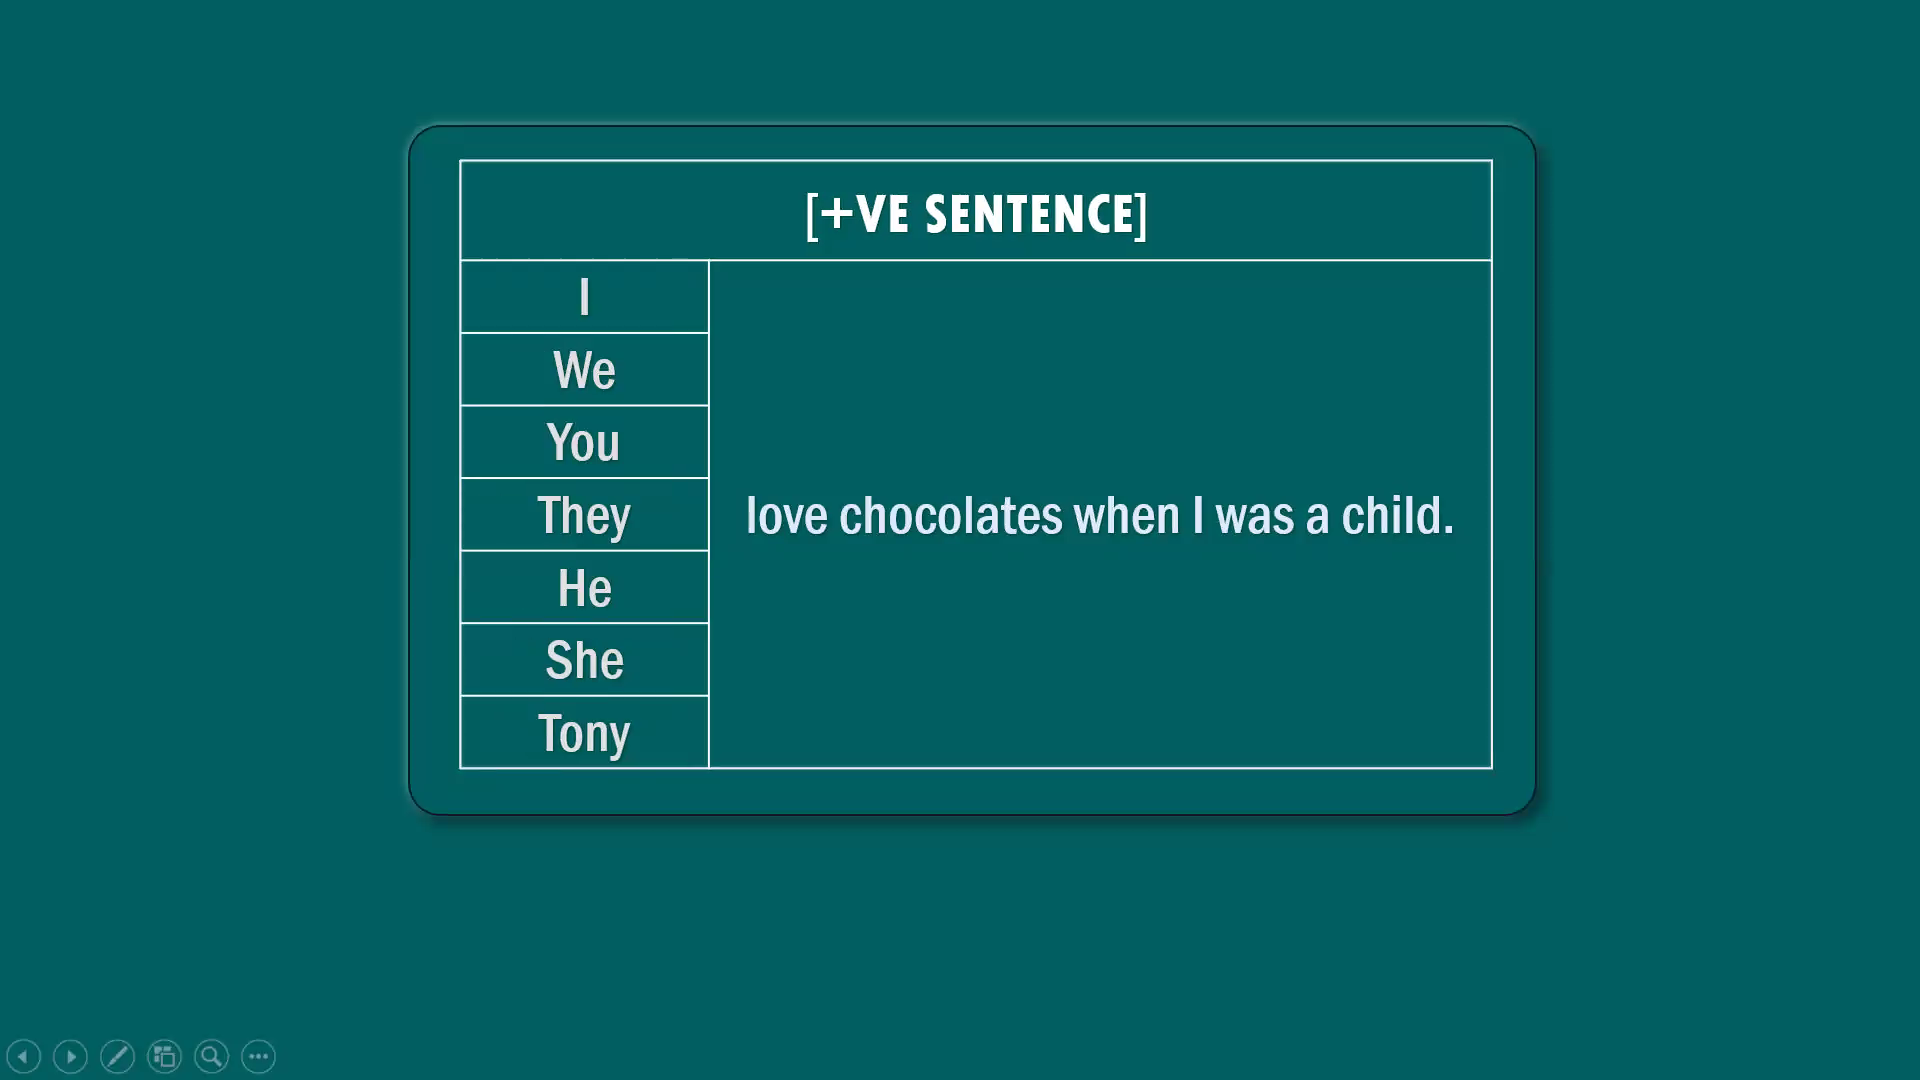 [+VE SENTENCE]
I
We
You
They
He
She
Tony
love chocolates when I was a child.